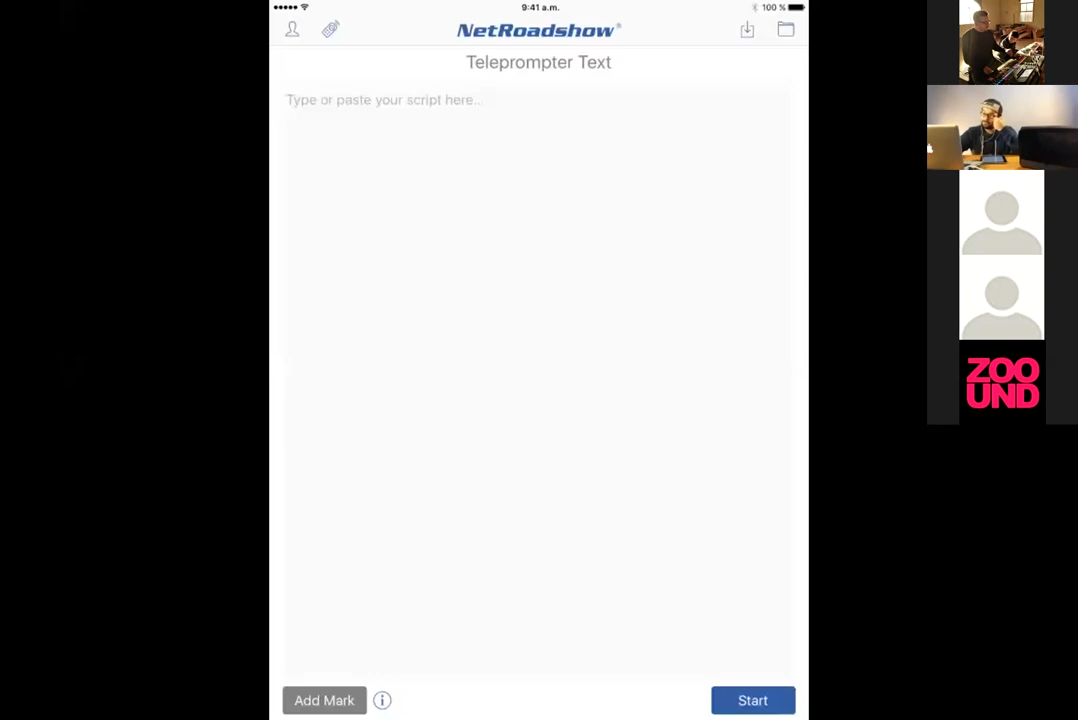 9:41 a.m.
100 %
NetRoadshow®
Teleprompter Text
Type or paste your script here...
Add Mark
Start
ZOO
UND